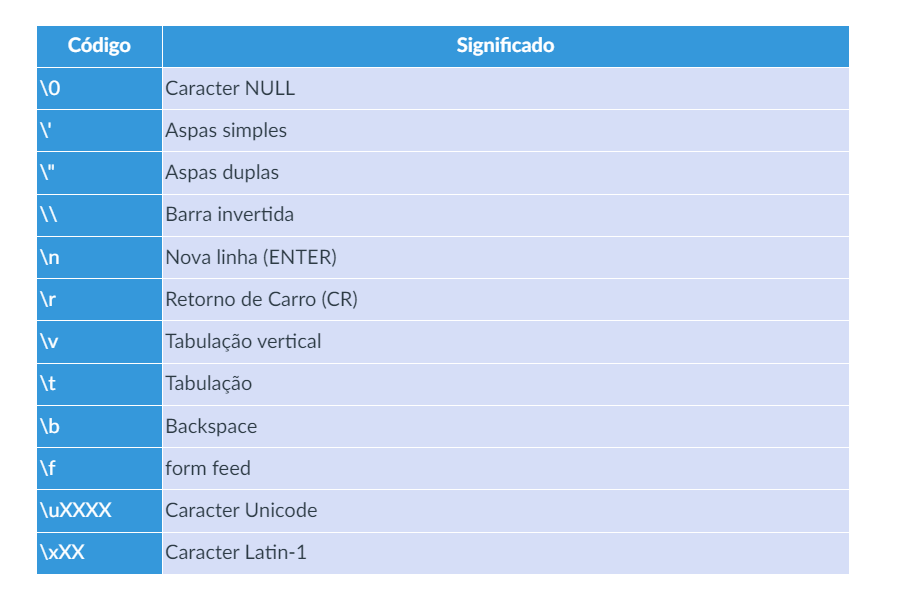 Código Significado
\0 Caracter NULL
\' Aspas simples
\" Aspas duplas
\\ Barra invertida
\n Nova linha (ENTER)
\r Retorno de Carro (CR)
\v Tabulação vertical
\t Tabulação
\b Backspace
\f form feed
\uXXXX Caracter Unicode
\xXX Caracter Latin-1